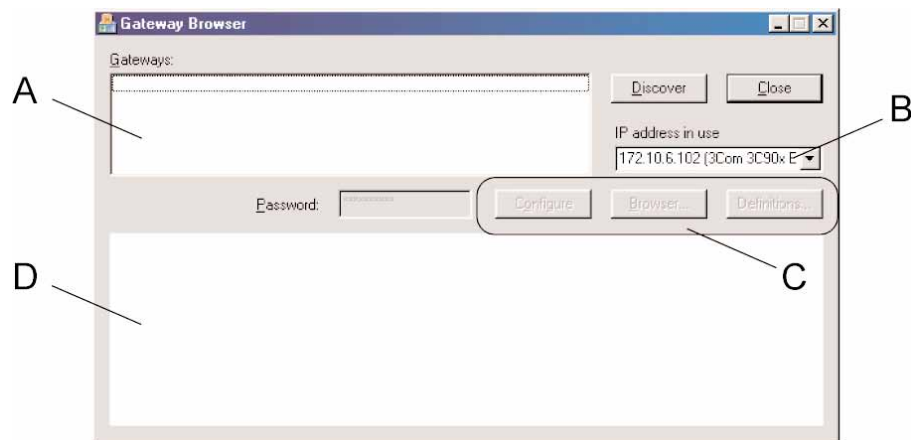 Gateway Browser
Gateways:
A
Discover
Close
B
IP address in use
172.10.6.102 (3Com 3C90x E
Password:
**********
Configure
Browser...
Definitions...
D
C